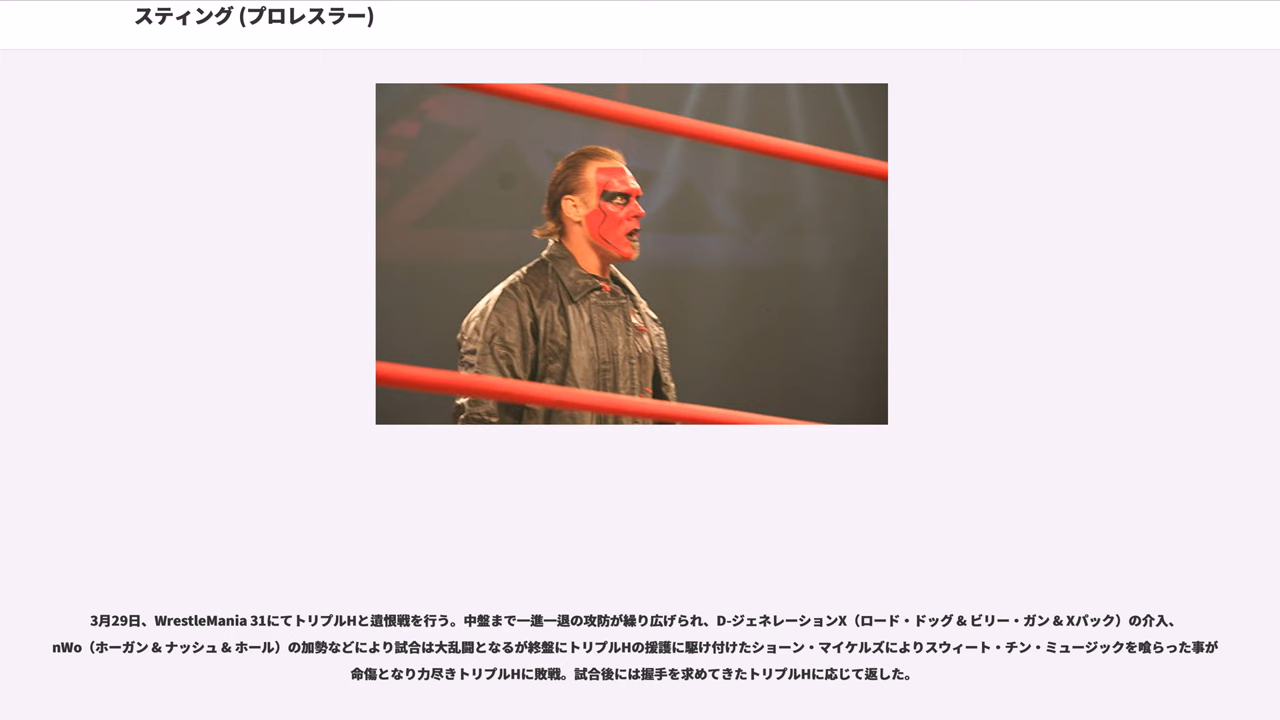 スティング (プロレスラー)
3月29日、WrestleMania 31にてトリプルHと遺恨戦を行う。中盤まで一進一退の攻防が繰り広げられ、D-ジェネレーションX（ロード・ドッグ & ビリー・ガン & Xパック）の介入、
nWo（ホーガン & ナッシュ & ホール）の加勢などにより試合は大乱闘となるが終盤にトリプルHの援護に駆け付けたショーン・マイケルズによりスウィート・チン・ミュージックを喰らった事が
命傷となり力尽きトリプルHに敗戦。試合後には握手を求めてきたトリプルHに応じて返した。